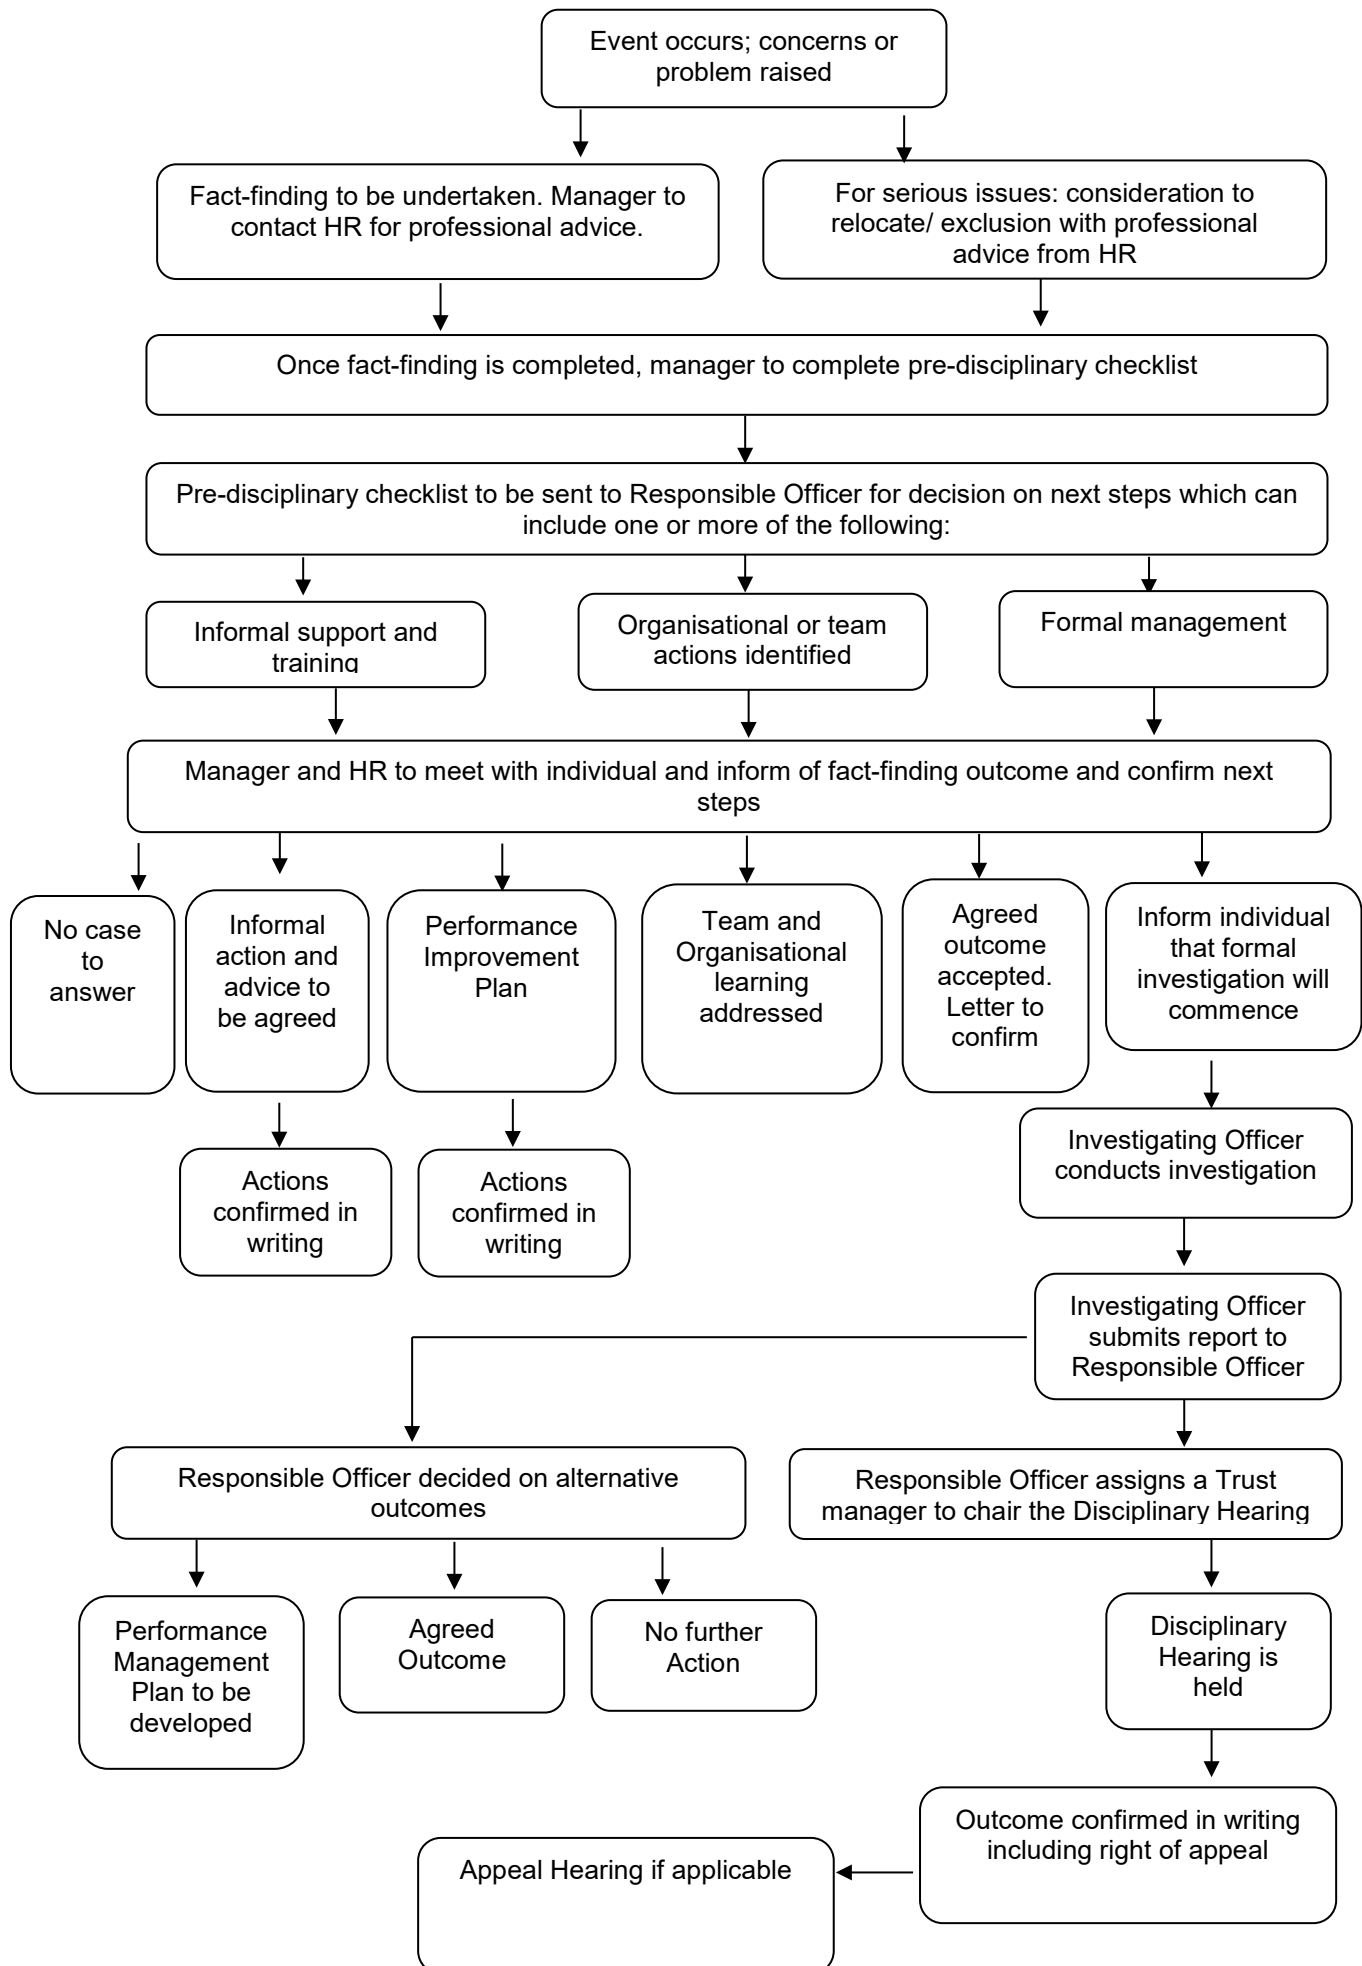 Event occurs; concerns or
problem raised
Fact-finding to be undertaken. Manager to
contact HR for professional advice.
For serious issues: consideration to
relocate/ exclusion with professional
advice from HR
Once fact-finding is completed, manager to complete pre-disciplinary checklist
Pre-disciplinary checklist to be sent to Responsible Officer for decision on next steps which can
include one or more of the following:
Informal support and
training
Organisational or team
actions identified
Formal management
Manager and HR to meet with individual and inform of fact-finding outcome and confirm next
steps
No case
to
answer
Informal
action and
advice to
be agreed
Performance
Improvement
Plan
Team and
Organisational
learning
addressed
Agreed
outcome
accepted.
Letter to
confirm
Inform individual
that formal
investigation will
commence
Actions
confirmed in
writing
Actions
confirmed in
writing
Investigating Officer
conducts investigation
Investigating Officer
submits report to
Responsible Officer
Responsible Officer decided on alternative
outcomes
Responsible Officer assigns a Trust
manager to chair the Disciplinary Hearing
Performance
Management
Plan to be
developed
Agreed
Outcome
No further
Action
Disciplinary
Hearing is
held
Outcome confirmed in writing
including right of appeal
Appeal Hearing if applicable